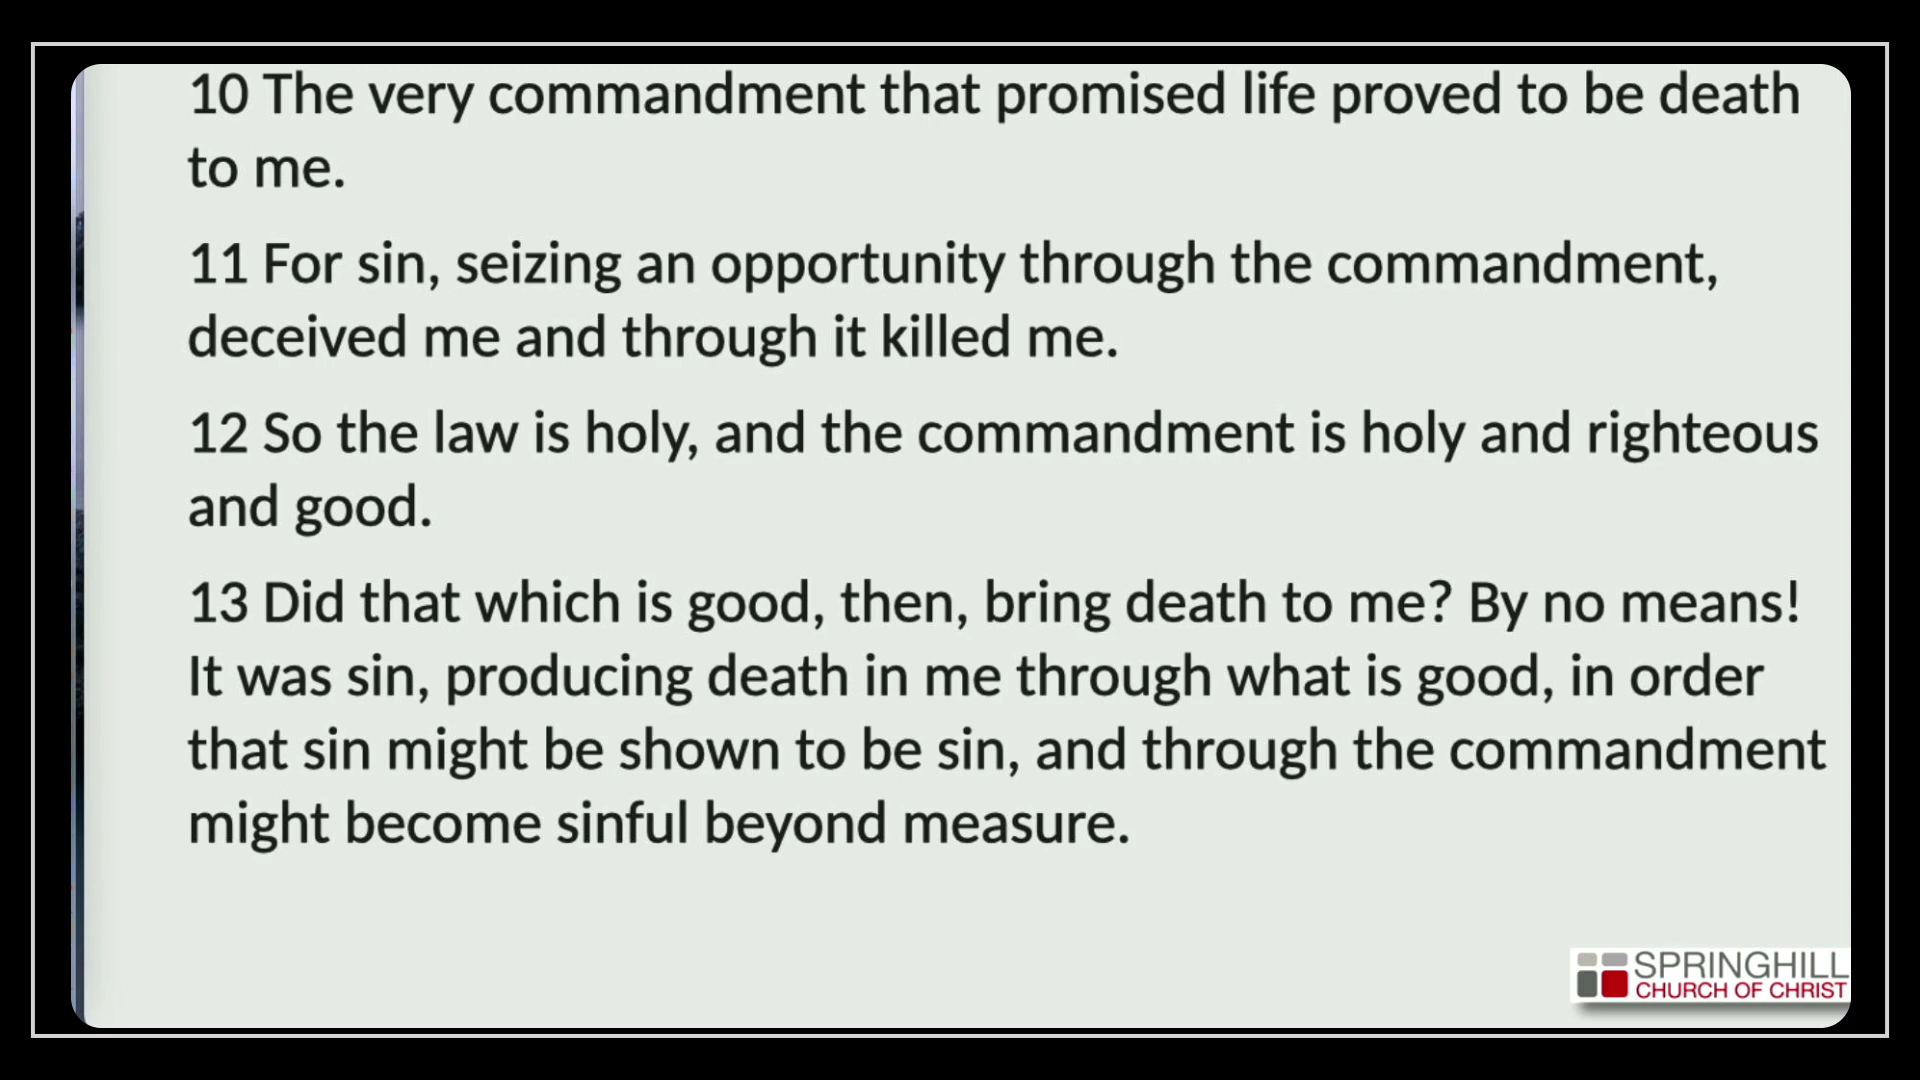 10 The very commandment that promised life proved to be death
to me.
11 For sin, seizing an opportunity through the commandment,
deceived me and through it killed me.
12 So the law is holy, and the commandment is holy and righteous
and good.
13 Did that which is good, then, bring death to me? By no means!
It was sin, producing death in me through what is good, in order
that sin might be shown to be sin, and through the commandment
might become sinful beyond measure.
SPRINGHILL
CHURCH OF CHRIST